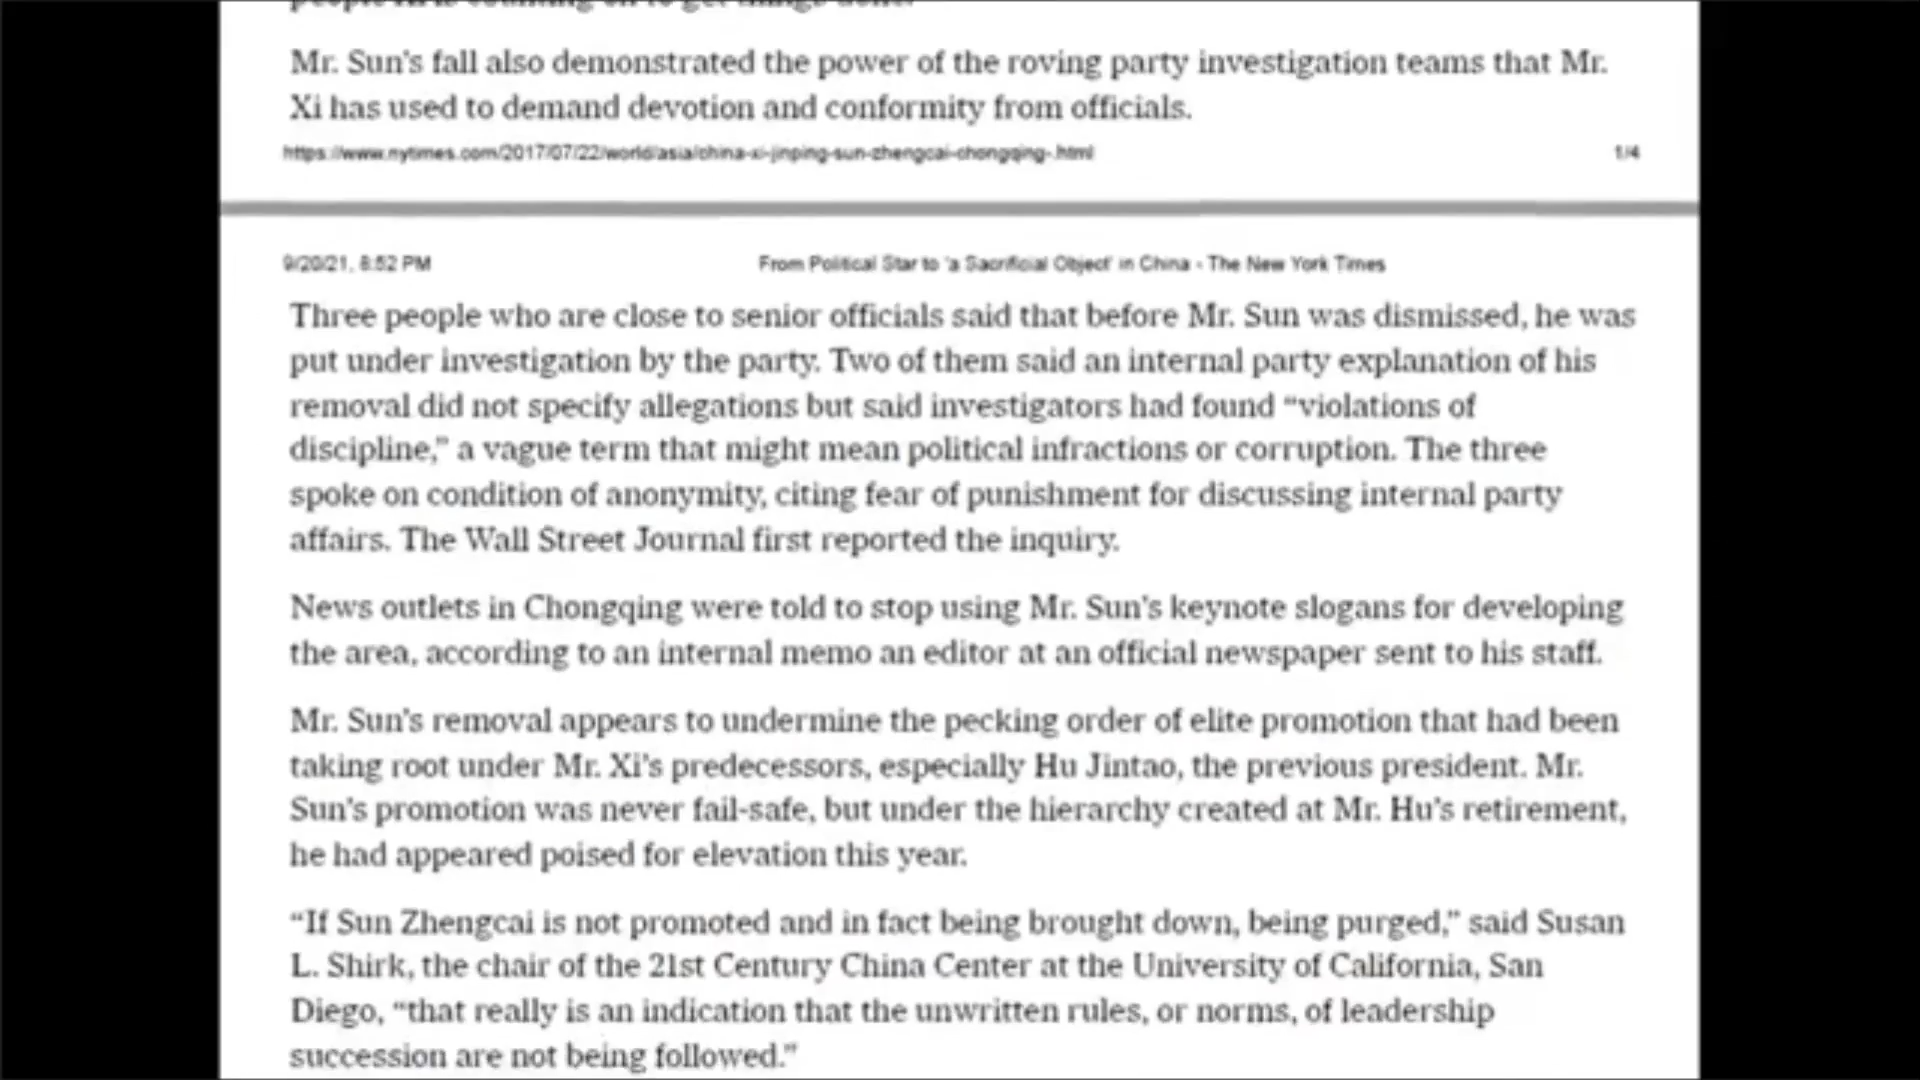 people Xi is counting on to get things done."
Mr. Sun's fall also demonstrated the power of the roving party investigation teams that Mr.
Xi has used to demand devotion and conformity from officials.
https://www.nytimes.com/2017/07/22/world/asia/china-xi-jinping-sun-zhengcai-chongqing-.html 1/4
9/20/21, 8:52 PM From Political Star to 'a Sacrificial Object' in China - The New York Times
Three people who are close to senior officials said that before Mr. Sun was dismissed, he was
put under investigation by the party. Two of them said an internal party explanation of his
removal did not specify allegations but said investigators had found “violations of
discipline,” a vague term that might mean political infractions or corruption. The three
spoke on condition of anonymity, citing fear of punishment for discussing internal party
affairs. The Wall Street Journal first reported the inquiry.
News outlets in Chongqing were told to stop using Mr. Sun's keynote slogans for developing
the area, according to an internal memo an editor at an official newspaper sent to his staff.
Mr. Sun's removal appears to undermine the pecking order of elite promotion that had been
taking root under Mr. Xi's predecessors, especially Hu Jintao, the previous president. Mr.
Sun's promotion was never fail-safe, but under the hierarchy created at Mr. Hu's retirement,
he had appeared poised for elevation this year.
“If Sun Zhengcai is not promoted and in fact being brought down, being purged,” said Susan
L. Shirk, the chair of the 21st Century China Center at the University of California, San
Diego, “that really is an indication that the unwritten rules, or norms, of leadership
succession are not being followed.”